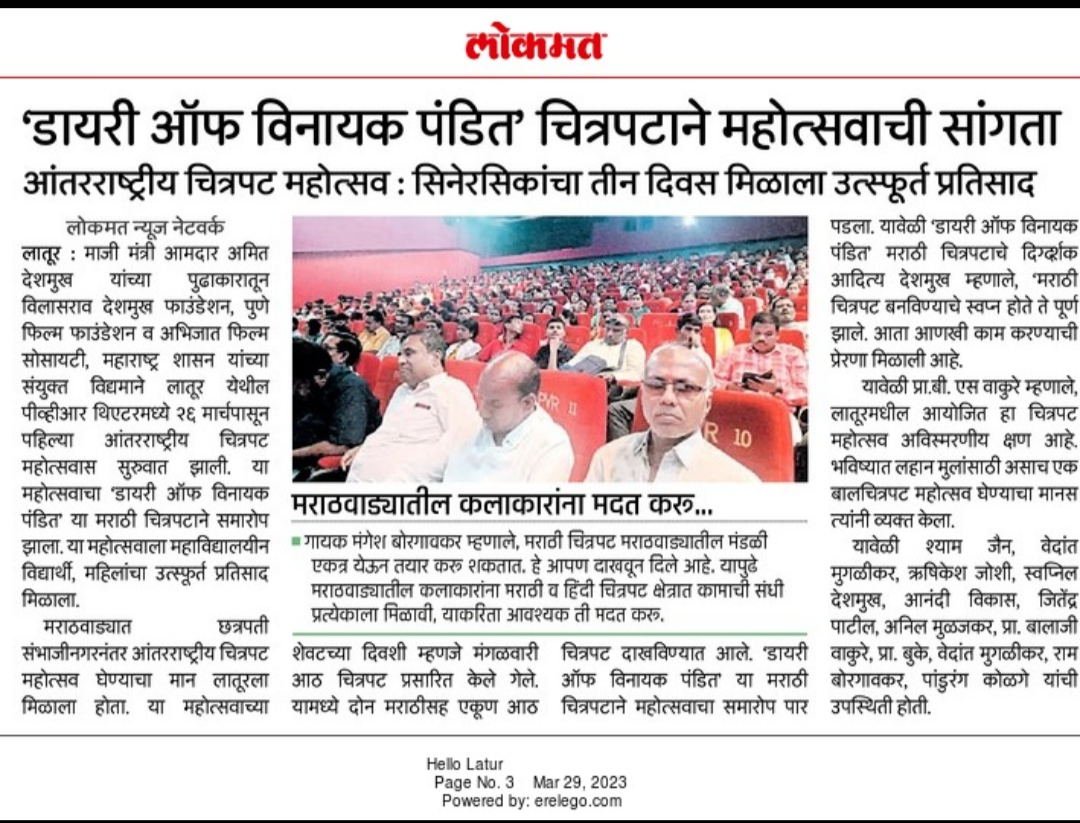 लोकमत
‘डायरी ऑफ विनायक पंडित’ चित्रपटाने महोत्सवाची सांगता
आंतरराष्ट्रीय चित्रपट महोत्सव : सिनेरसिकांचा तीन दिवस मिळाला उत्स्फूर्त प्रतिसाद
लोकमत न्यूज नेटवर्क
लातूर : माजी मंत्री आमदार अमित
देशमुख यांच्या पुढाकारातून
विलासराव देशमुख फाउंडेशन, पुणे
फिल्म फाउंडेशन व अभिजात फिल्म
सोसायटी, महाराष्ट्र शासन यांच्या
संयुक्त विद्यमाने लातूर येथील
पीव्हीआर थिएटरमध्ये २६ मार्चपासून
पहिल्या आंतरराष्ट्रीय चित्रपट
महोत्सवास सुरुवात झाली. या
महोत्सवाचा ‘डायरी ऑफ विनायक
पंडित’ या मराठी चित्रपटाने समारोप
झाला. या महोत्सवाला महाविद्यालयीन
विद्यार्थी, महिलांचा उत्स्फूर्त प्रतिसाद
मिळाला.
मराठवाड्यात छत्रपती
संभाजीनगरनंतर आंतरराष्ट्रीय चित्रपट
महोत्सव घेण्याचा मान लातूरला
मिळाला होता. या महोत्सवाच्या
PVR 11
R 10
मराठवाड्यातील कलाकारांना मदत करू...
गायक मंगेश बोरगावकर म्हणाले, मराठी चित्रपट मराठवाड्यातील मंडळी
एकत्र येऊन तयार करू शकतात. हे आपण दाखवून दिले आहे. यापुढे
मराठवाड्यातील कलाकारांना मराठी व हिंदी चित्रपट क्षेत्रात कामाची संधी
प्रत्येकाला मिळावी, याकरिता आवश्यक ती मदत करू.
शेवटच्या दिवशी म्हणजे मंगळवारी
आठ चित्रपट प्रसारित केले गेले.
यामध्ये दोन मराठीसह एकूण आठ
चित्रपट दाखविण्यात आले. ‘डायरी
ऑफ विनायक पंडित’ या मराठी
चित्रपटाने महोत्सवाचा समारोप पार
पडला. यावेळी ‘डायरी ऑफ विनायक
पंडित’ मराठी चित्रपटाचे दिग्दर्शक
आदित्य देशमुख म्हणाले, ‘मराठी
चित्रपट बनविण्याचे स्वप्न होते ते पूर्ण
झाले. आता आणखी काम करण्याची
प्रेरणा मिळाली आहे.
यावेळी प्रा.बी. एस वाकुरे म्हणाले,
लातूरमधील आयोजित हा चित्रपट
महोत्सव अविस्मरणीय क्षण आहे.
भविष्यात लहान मुलांसाठी असाच एक
बालचित्रपट महोत्सव घेण्याचा मानस
त्यांनी व्यक्त केला.
यावेळी श्याम जैन, वेदांत
मुगळीकर, ऋषिकेश जोशी, स्वप्निल
देशमुख, आनंदी विकास, जितेंद्र
पाटील, अनिल मुळजकर, प्रा. बालाजी
वाकुरे, प्रा. बुके, वेदांत मुगळीकर, राम
बोरगावकर, पांडुरंग कोळगे यांची
उपस्थिती होती.
Hello Latur
Page No. 3 Mar 29, 2023
Powered by: erelego.com